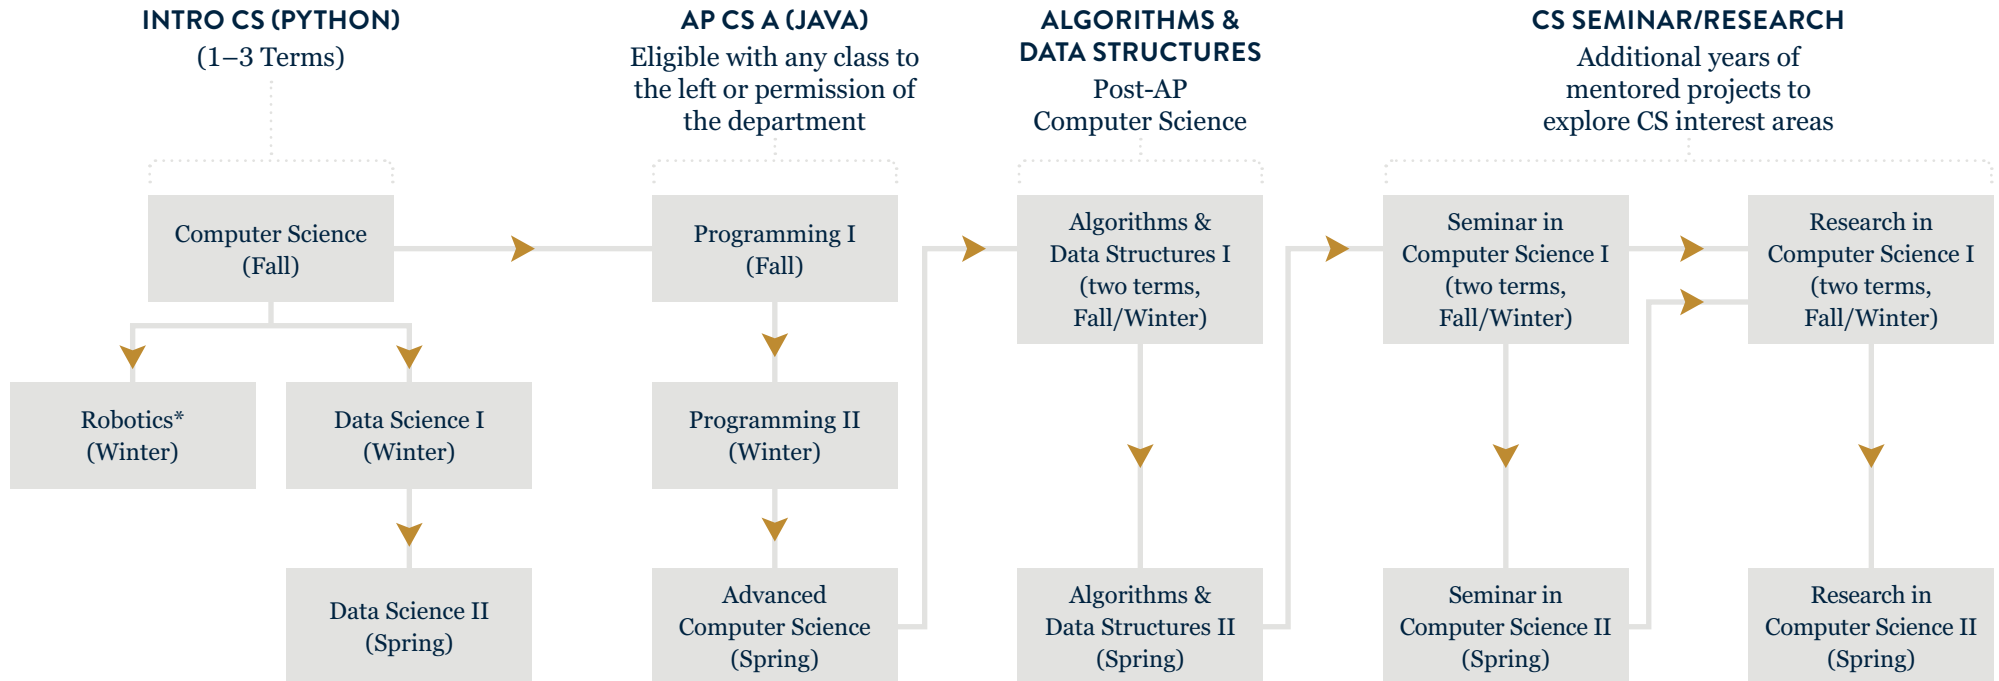 INTRO CS (PYTHON)
(1–3 Terms)
AP CS A (JAVA)
Eligible with any class to
the left or permission of
the department
ALGORITHMS &
DATA STRUCTURES
Post-AP
Computer Science
CS SEMINAR/RESEARCH
Additional years of
mentored projects to
explore CS interest areas
Computer Science
(Fall)
Programming I
(Fall)
Algorithms &
Data Structures I
(two terms,
Fall/Winter)
Seminar in
Computer Science I
(two terms,
Fall/Winter)
Research in
Computer Science I
(two terms,
Fall/Winter)
Robotics*
(Winter)
Data Science I
(Winter)
Programming II
(Winter)
Data Science II
(Spring)
Advanced
Computer Science
(Spring)
Algorithms &
Data Structures II
(Spring)
Seminar in
Computer Science II
(Spring)
Research in
Computer Science II
(Spring)